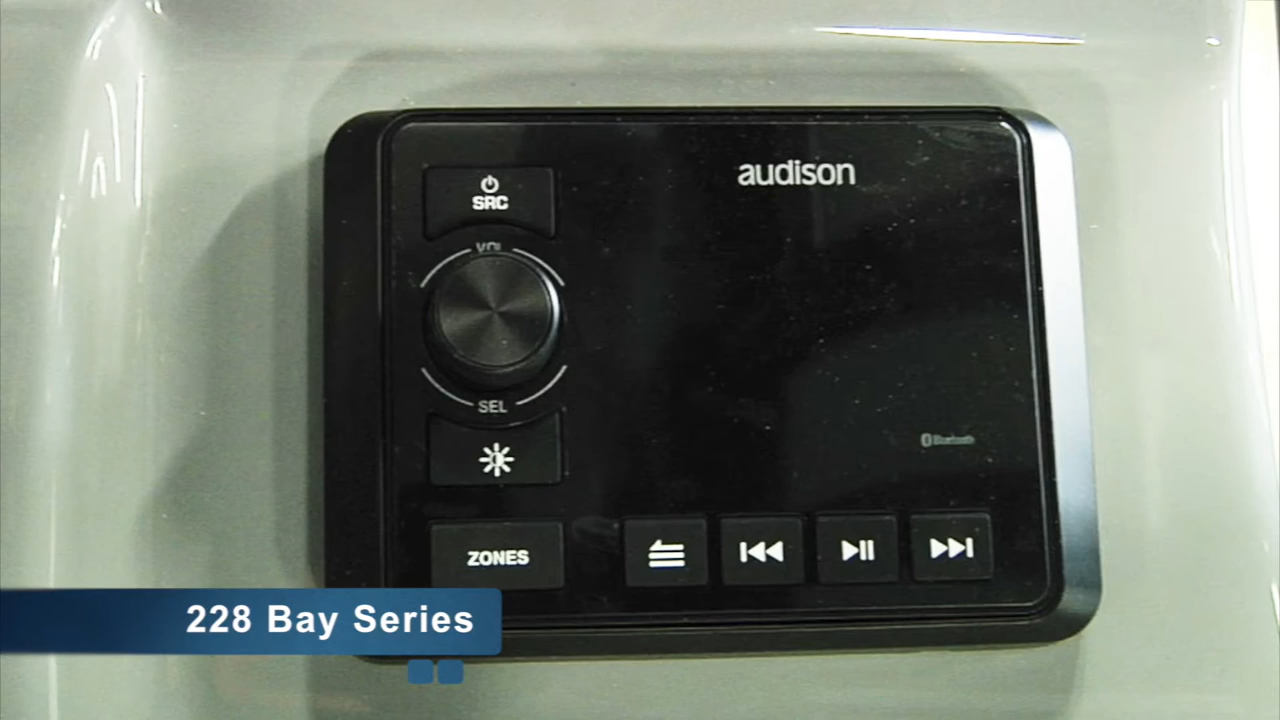 audison
SRC
VOL
SEL
Bluetooth
ZONES
228 Bay Series